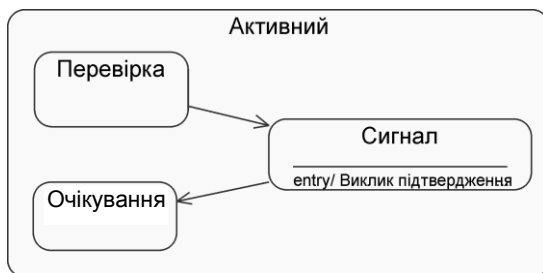 Активний
Перевірка
Сигнал
entry/ Виклик підтвердження
Очікування